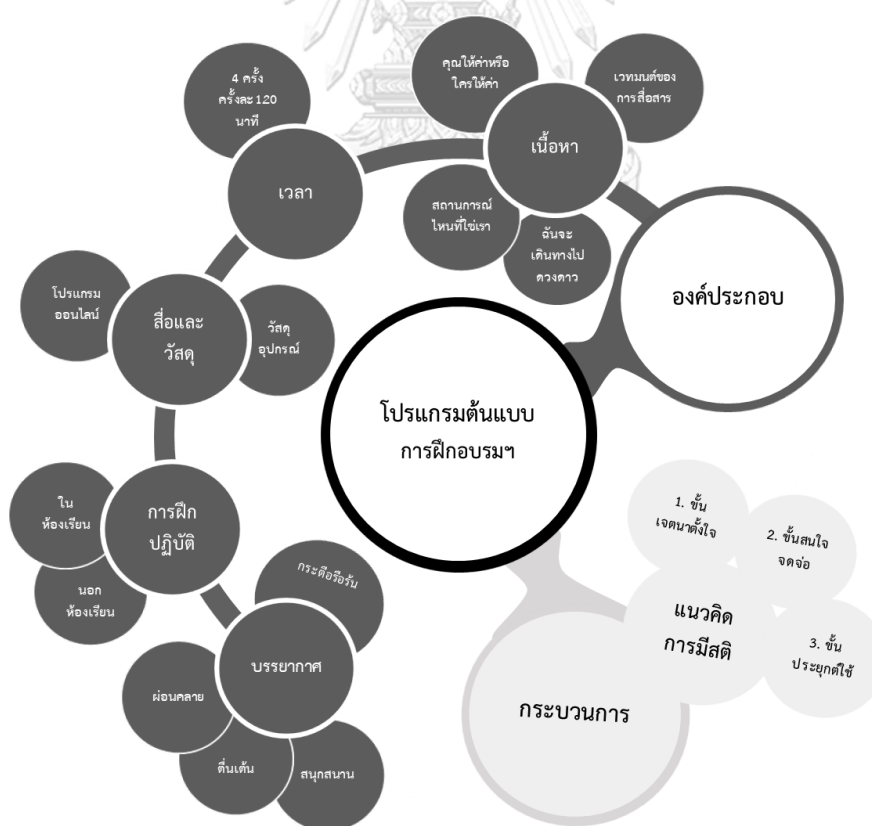 โปรแกรมต้นแบบ
การฝึกอบรมฯ
องค์ประกอบ
เนื้อหา
คุณให้ค่าหรือ
ใครให้ค่า
เวทมนต์ของ
การสื่อสาร
สถานการณ์
ไหนที่ใช่เรา
ฉันจะ
เดินทางไป
ดวงดาว
เวลา
4 ครั้ง
ครั้งละ 120
นาที
สื่อและ
วัสดุ
โปรแกรม
ออนไลน์
วัสดุ
อุปกรณ์
การฝึก
ปฏิบัติ
ใน
ห้องเรียน
นอก
ห้องเรียน
บรรยากาศ
กระตือรือร้น
ผ่อนคลาย
ตื่นเต้น
สนุกสนาน
กระบวนการ
แนวคิด
การมีสติ
1. ขั้น
เจตนาตั้งใจ
2. ขั้นสนใจ
จดจ่อ
3. ขั้น
ประยุกต์ใช้